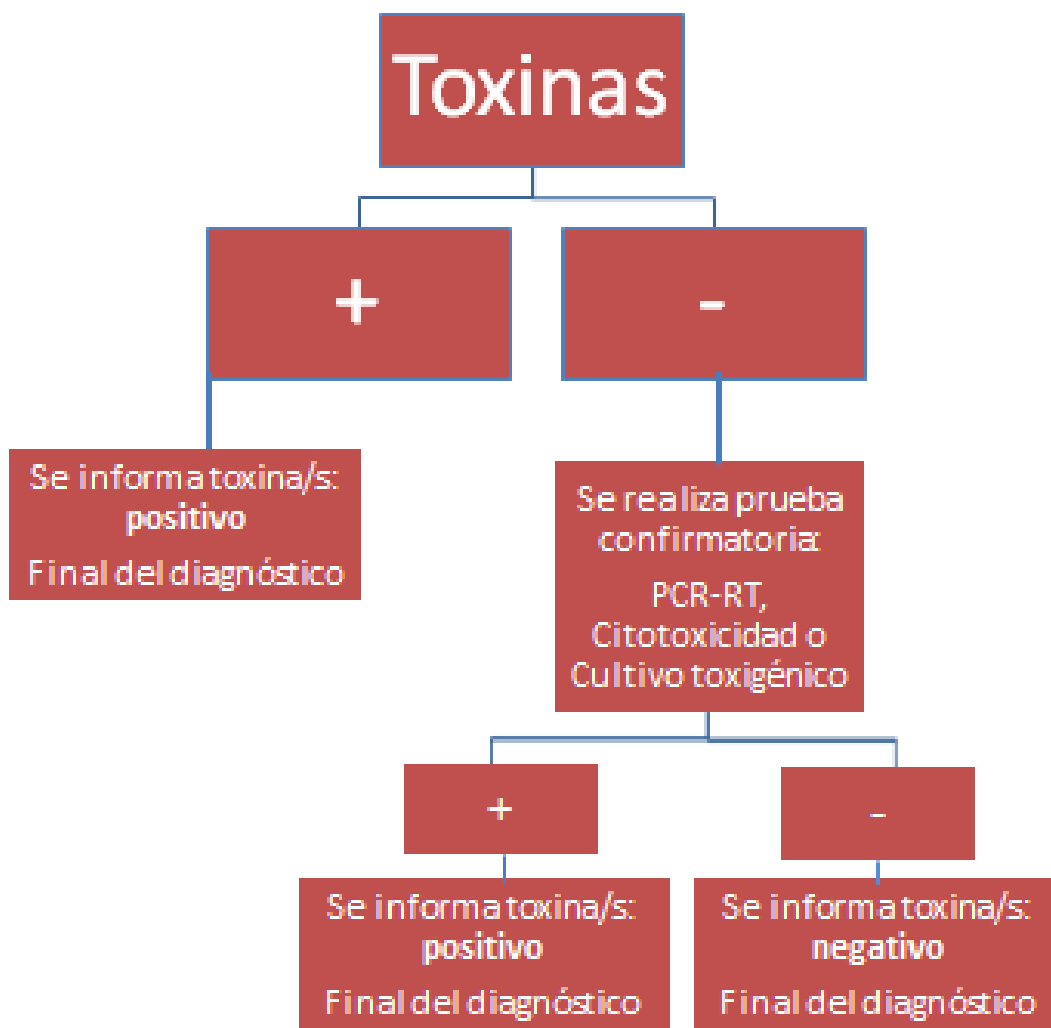 Toxinas
+
-
Se informa toxina/s:
positivo
Final del diagnóstico
Se realiza prueba
confirmatoria:
PCR-RT,
Citotoxicidad o
Cultivo toxigénico
+
-
Se informa toxina/s:
positivo
Final del diagnóstico
Se informa toxina/s:
negativo
Final del diagnóstico